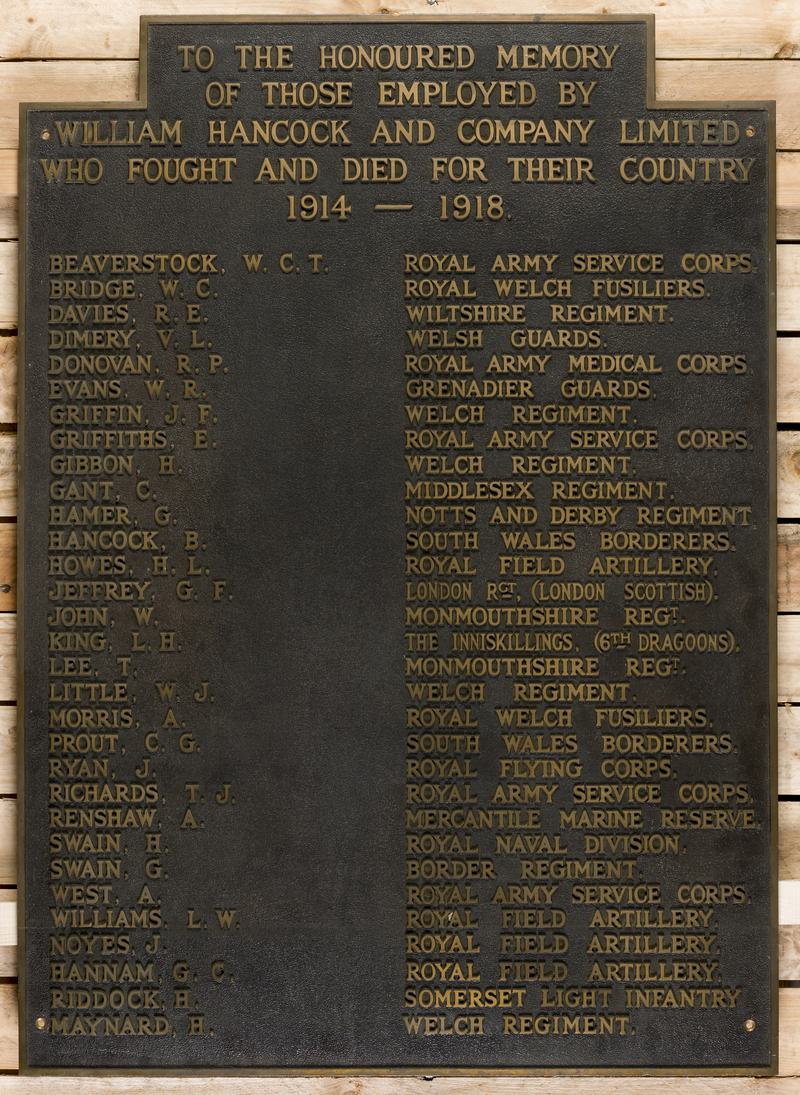 TO THE HONOURED MEMORY
OF THOSE EMPLOYED BY
WILLIAM HANCOCK AND COMPANY LIMITED
WHO FOUGHT AND DIED FOR THEIR COUNTRY
1914 — 1918.
BEAVERSTOCK, W. C. T. ROYAL ARMY SERVICE CORPS.
BRIDGE, W. C. ROYAL WELCH FUSILIERS.
DAVIES, R. E. WILTSHIRE REGIMENT.
DIMERY, V. L. WELSH GUARDS.
DONOVAN, R. P. ROYAL ARMY MEDICAL CORPS.
EVANS, W. R. GRENADIER GUARDS.
GRIFFIN, J. F. WELCH REGIMENT.
GRIFFITHS, E. ROYAL ARMY SERVICE CORPS.
GIBBON, H. WELCH REGIMENT.
GANT, C. MIDDLESEX REGIMENT.
HAMER, G. NOTTS AND DERBY REGIMENT.
HANCOCK, B. SOUTH WALES BORDERERS.
HOWES, H. L. ROYAL FIELD ARTILLERY.
JEFFREY, G. F. LONDON RGT, (LONDON SCOTTISH).
JOHN, W. MONMOUTHSHIRE REGT.
KING, L. H. THE INNISKILLINGS, (6TH DRAGOONS).
LEE, T. MONMOUTHSHIRE REGT.
LITTLE, W. J. WELCH REGIMENT.
MORRIS, A. ROYAL WELCH FUSILIERS.
PROUT, C. G. SOUTH WALES BORDERERS.
RYAN, J. ROYAL FLYING CORPS.
RICHARDS, T. J. ROYAL ARMY SERVICE CORPS.
RENSHAW, A. MERCANTILE MARINE RESERVE.
SWAIN, H. ROYAL NAVAL DIVISION.
SWAIN, G. BORDER REGIMENT.
WEST, A. ROYAL ARMY SERVICE CORPS.
WILLIAMS, L. W. ROYAL FIELD ARTILLERY.
NOYES, J. ROYAL FIELD ARTILLERY.
HANNAM, G. C. ROYAL FIELD ARTILLERY.
RIDDOCK, H. SOMERSET LIGHT INFANTRY
MAYNARD, H. WELCH REGIMENT.